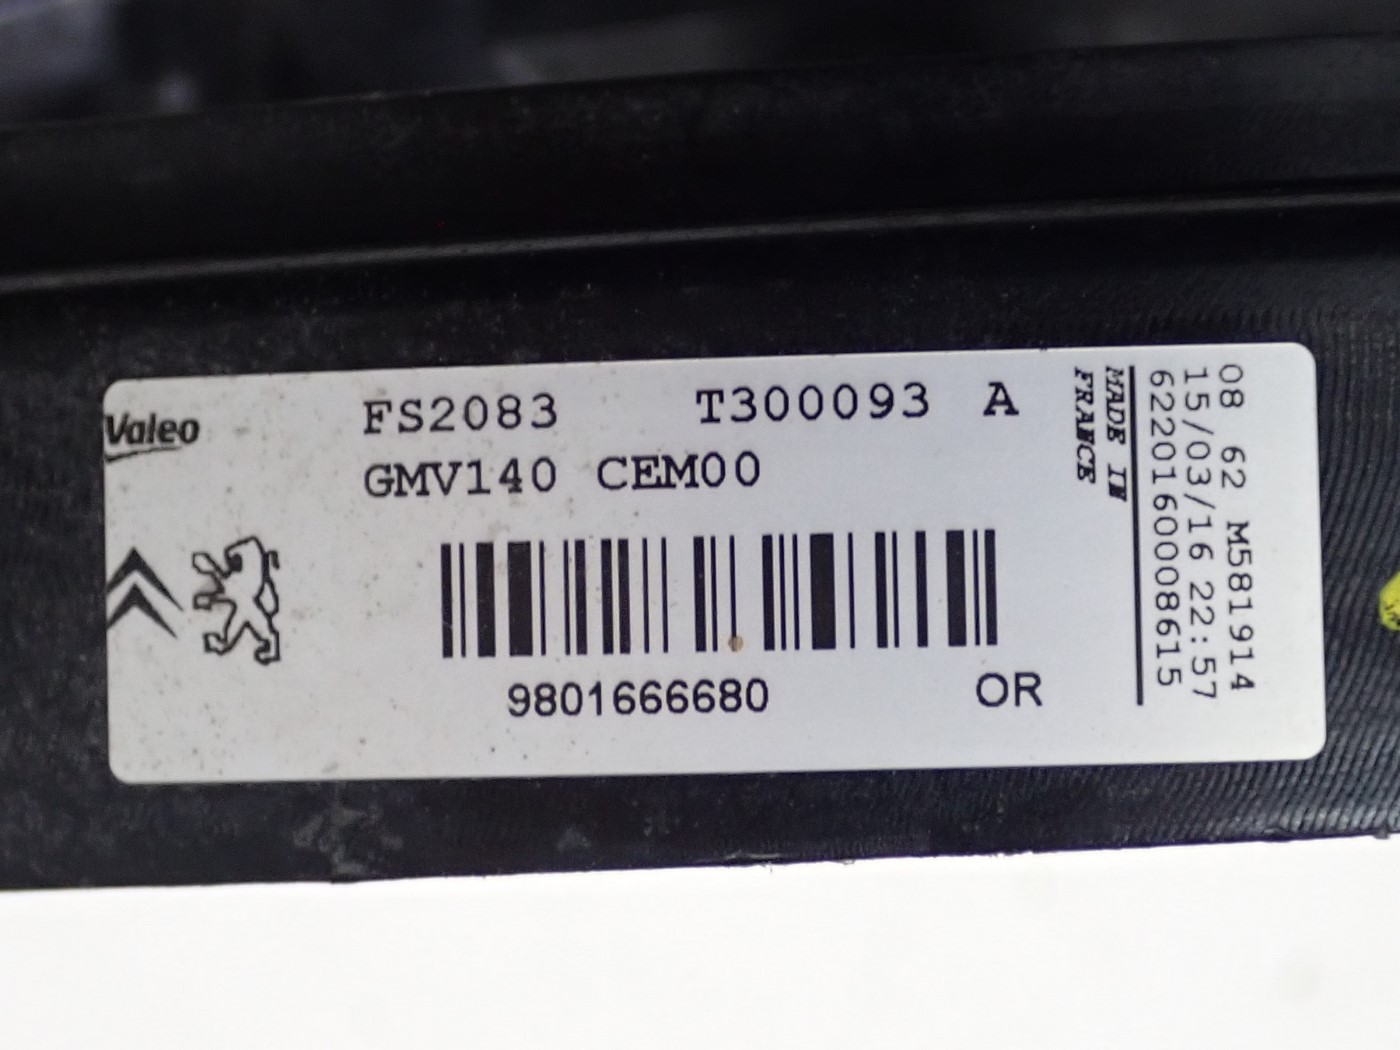 Valeo
FS2083 T300093 A
GMV140 CEM00
9801666680 OR
MADE IN
FRANCE
08 62 M581914
15/03/16 22:57
6220160008615